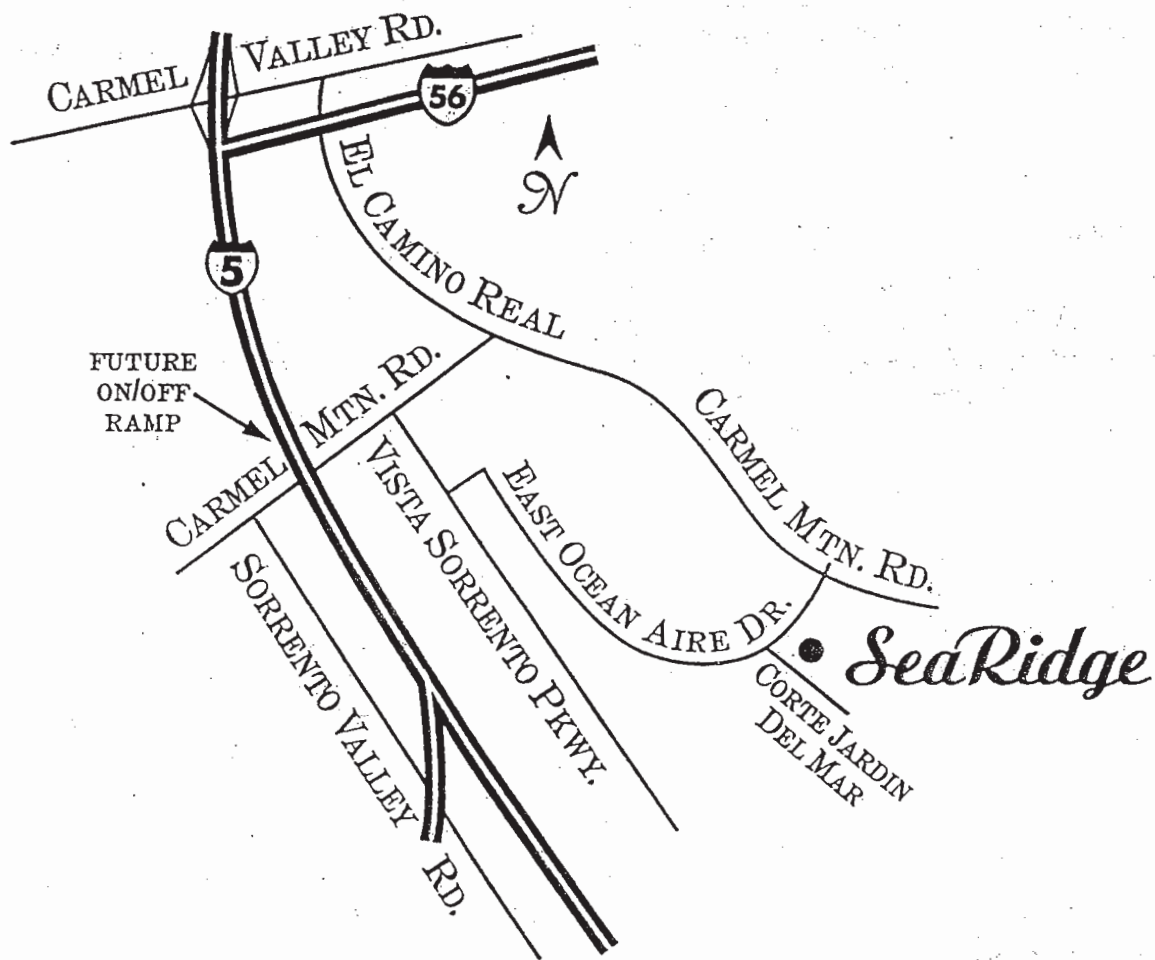 CARMEL VALLEY RD.
56
N
EL CAMINO REAL
5
FUTURE
ON/OFF
RAMP
CARMEL MTN. RD.
CARMEL MTN. RD.
VISTA SORRENTO PKWY.
EAST OCEAN AIRE DR.
SORRENTO VALLEY RD.
SeaRidge
CORTE JARDIN
DEL MAR